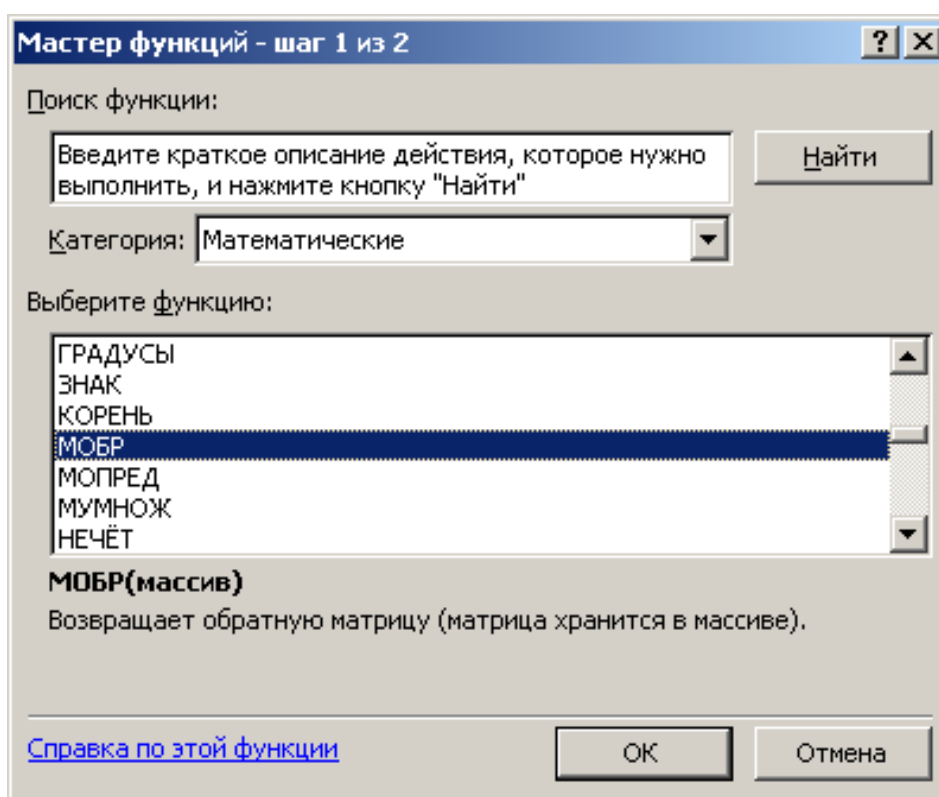 Мастер функций - шаг 1 из 2
Поиск функции:
Введите краткое описание действия, которое нужно
выполнить, и нажмите кнопку "Найти"
Найти
Категория: Математические
Выберите функцию:
ГРАДУСЫ
ЗНАК
КОРЕНЬ
МОБР
МОПРЕД
МУМНОЖ
НЕЧЁТ
МОБР(массив)
Возвращает обратную матрицу (матрица хранится в массиве).
Справка по этой функции
ОК
Отмена